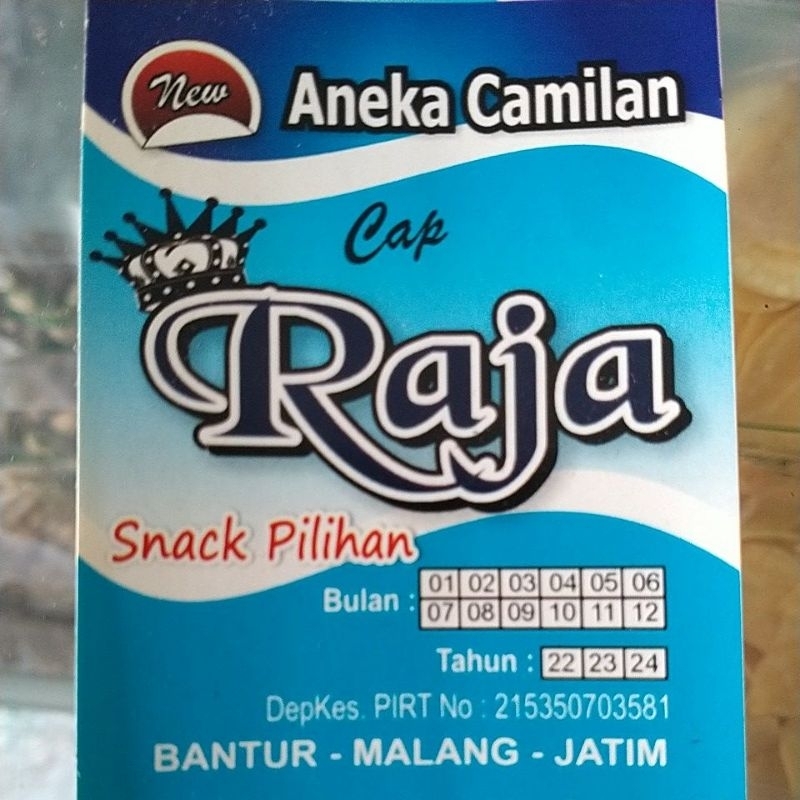 New
Aneka Camilan
Cap
Raja
Snack Pilihan
Bulan : 01 02 03 04 05 06
07 08 09 10 11 12
Tahun : 22 23 24
DepKes. PIRT No : 215350703581
BANTUR - MALANG - JATIM